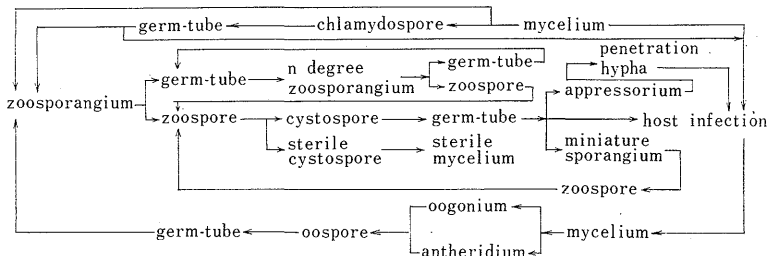 germ-tube chlamydospore mycelium
penetration
germ-tube n degree germ-tube hypha
zoosporangium zoosporangium zoospore appressorium
zoospore cystospore germ-tube host infection
sterile sterile miniature
cystospore mycelium sporangium
zoospore
oogonium
germ-tube oospore mycelium
antheridium